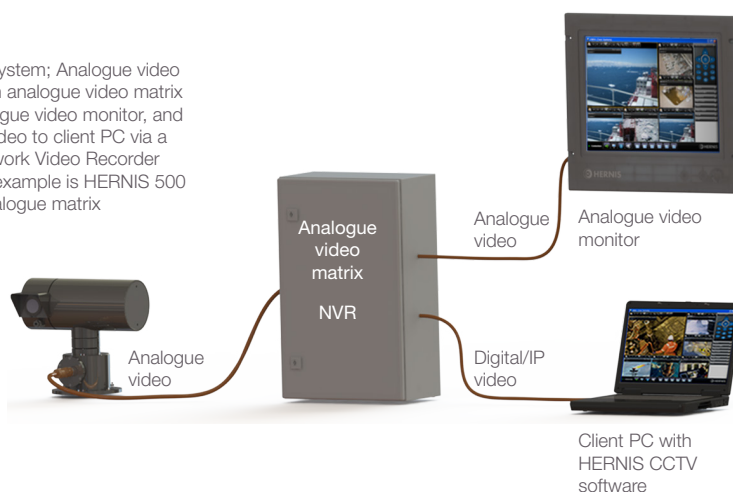 ystem; Analogue video
analogue video matrix
gue video monitor, and
deo to client PC via a
work Video Recorder
example is HERNIS 500
alogue matrix
Analogue
video
matrix
NVR
Analogue
video
Analogue
video
Analogue video
monitor
HERNIS
Digital/IP
video
Client PC with
HERNIS CCTV
software